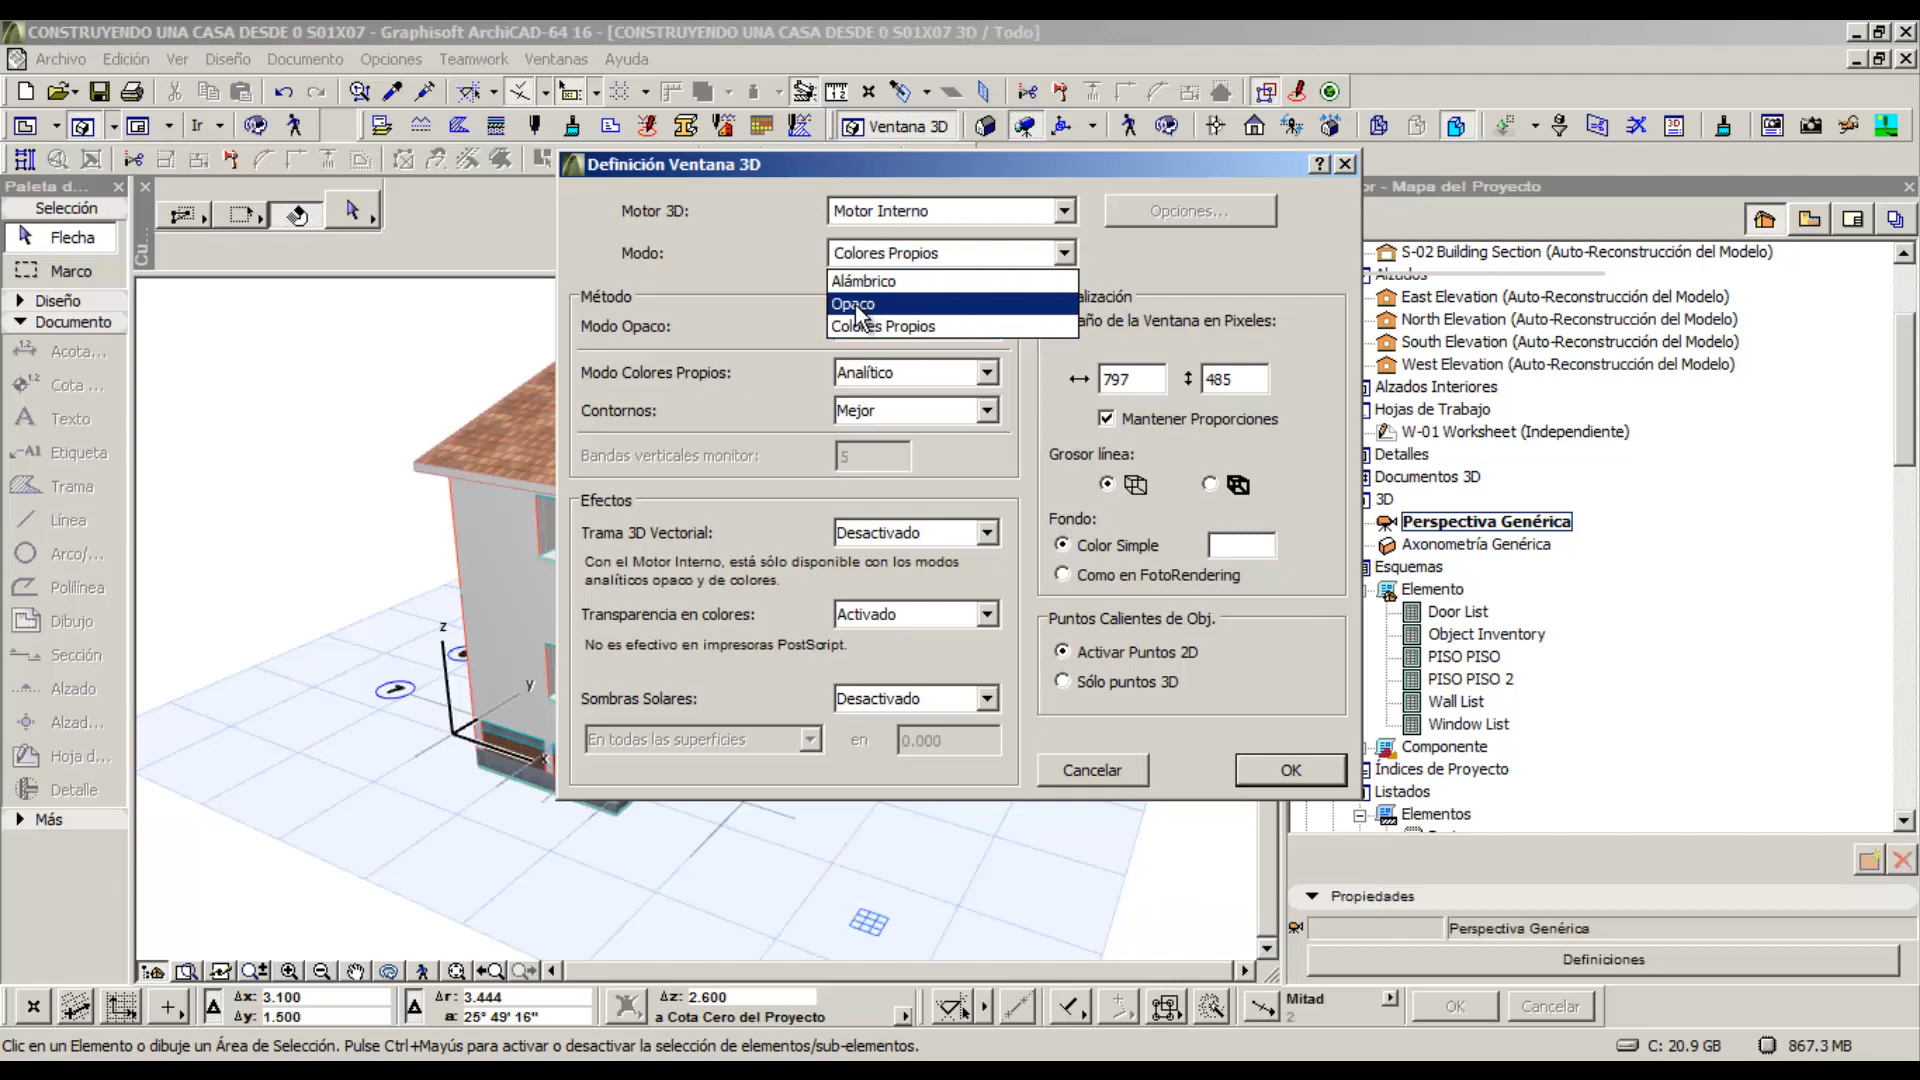 CONSTRUYENDO UNA CASA DESDE 0 S01X07 - Graphisoft ArchiCAD-64 16 - [CONSTRUYENDO UNA CASA DESDE 0 S01X07 3D / Todo]
Archivo Edición Ver Diseño Documento Opciones Teamwork Ventanas Ayuda
Ir
Ventana 3D
Paleta d...
Selección
Flecha
Marco
Diseño
Documento
Acota...
Cota ...
Texto
Etiqueta
Trama
Línea
Arco/...
Polilínea
Dibujo
Sección
Alzado
Alzad...
Hoja d...
Detalle
Más
Cu...
z
y
x
Definición Ventana 3D
Motor 3D:
Motor Interno
Opciones...
Modo:
Colores Propios
Alámbrico
Opaco
Colores Propios
Método
Modo Opaco:
Modo Colores Propios:
Analítico
Contornos:
Mejor
Bandas verticales monitor:
5
Efectos
Trama 3D Vectorial:
Desactivado
Con el Motor Interno, está sólo disponible con los modos
analíticos opaco y de colores.
Transparencia en colores:
Activado
No es efectivo en impresoras PostScript.
Sombras Solares:
Desactivado
En todas las superficies
en
0.000
alización
año de la Ventana en Pixeles:
797
485
Mantener Proporciones
Grosor línea:
Fondo:
Color Simple
Como en FotoRendering
Puntos Calientes de Obj.
Activar Puntos 2D
Sólo puntos 3D
Cancelar
OK
or - Mapa del Proyecto
S-02 Building Section (Auto-Reconstrucción del Modelo)
Alzados
East Elevation (Auto-Reconstrucción del Modelo)
North Elevation (Auto-Reconstrucción del Modelo)
South Elevation (Auto-Reconstrucción del Modelo)
West Elevation (Auto-Reconstrucción del Modelo)
Alzados Interiores
Hojas de Trabajo
W-01 Worksheet (Independiente)
Detalles
Documentos 3D
3D
Perspectiva Genérica
Axonometría Genérica
Esquemas
Elemento
Door List
Object Inventory
PISO PISO
PISO PISO 2
Wall List
Window List
Componente
Índices de Proyecto
Listados
Elementos
Propiedades
Perspectiva Genérica
Definiciones
Δx: 3.100
Δy: 1.500
Δr: 3.444
a: 25° 49' 16"
Δz: 2.600
a Cota Cero del Proyecto
Mitad
2
OK
Cancelar
Clic en un Elemento o dibuje un Área de Selección. Pulse Ctrl+Mayús para activar o desactivar la selección de elementos/sub-elementos.
C: 20.9 GB
867.3 MB